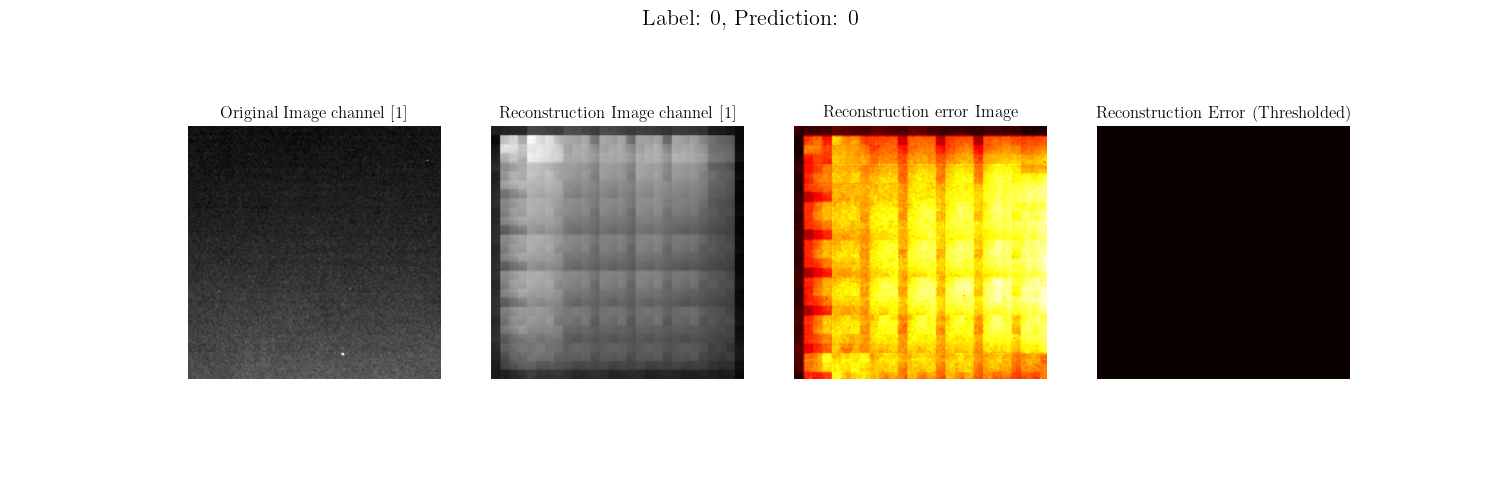 Label: 0, Prediction: 0
Original Image channel [1]
Reconstruction Image channel [1]
Reconstruction error Image
Reconstruction Error (Thresholded)